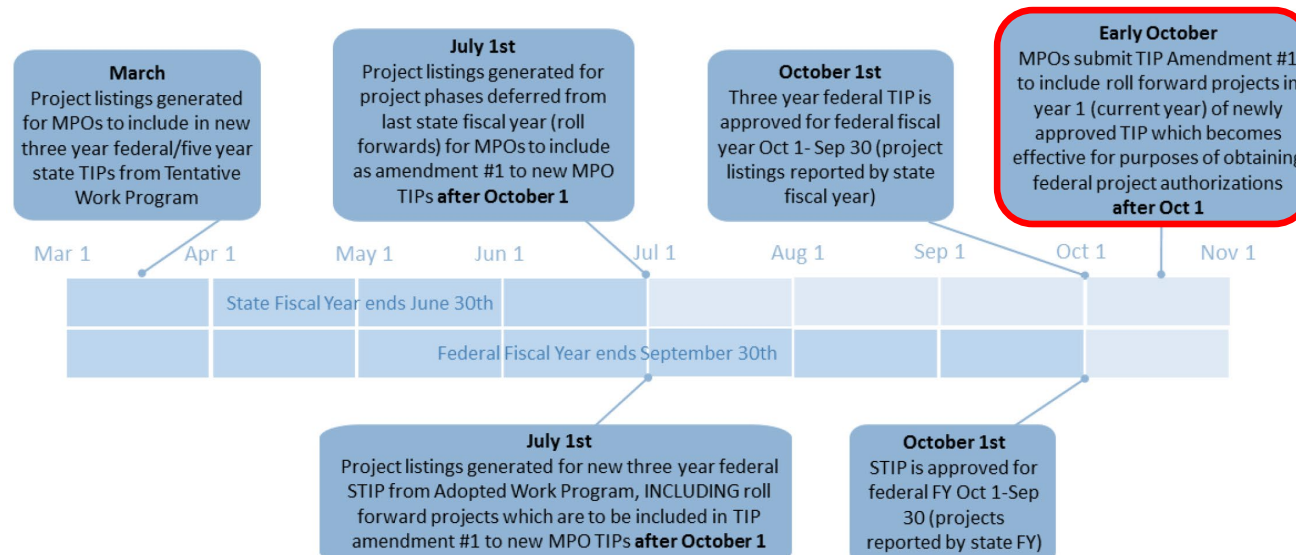 March
Project listings generated
for MPOs to include in new
three year federal/five year
state TIPs from Tentative
Work Program
July 1st
Project listings generated for
project phases deferred from
last state fiscal year (roll
forwards) for MPOs to include
as amendment #1 to new MPO
TIPs after October 1
October 1st
Three year federal TIP is
approved for federal fiscal
year Oct 1- Sep 30 (project
listings reported by state
fiscal year)
Early October
MPOs submit TIP Amendment #1
to include roll forward projects in
year 1 (current year) of newly
approved TIP which becomes
effective for purposes of obtaining
federal project authorizations
after Oct 1
Mar 1
Apr 1
May 1
Jun 1
Jul 1
Aug 1
Sep 1
Oct 1
Nov 1
State Fiscal Year ends June 30th
Federal Fiscal Year ends September 30th
July 1st
Project listings generated for new three year federal
STIP from Adopted Work Program, INCLUDING roll
forward projects which are to be included in TIP
amendment #1 to new MPO TIPs after October 1
October 1st
STIP is approved for
federal FY Oct 1-Sep
30 (projects
reported by state FY)